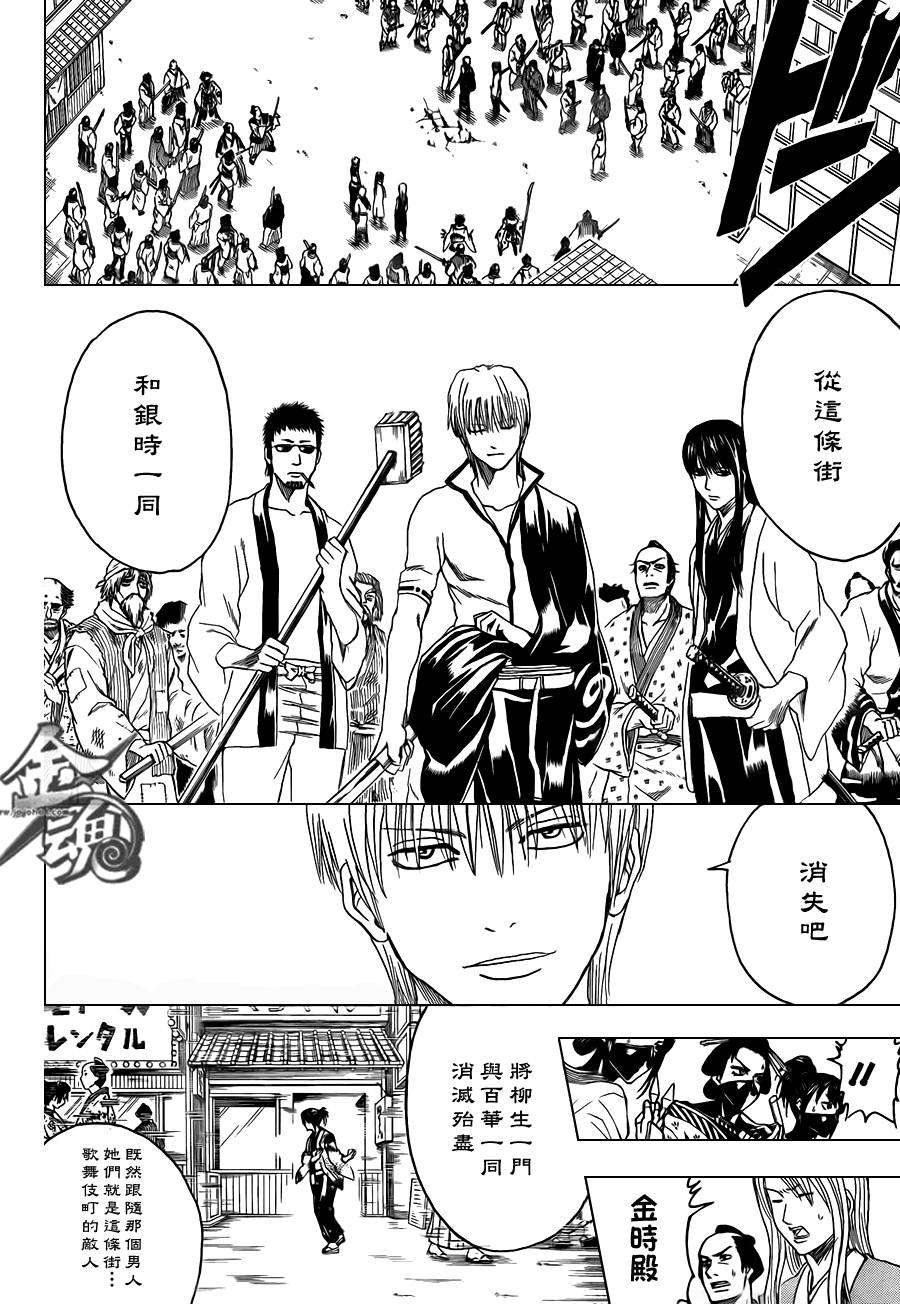 ドドッ
從這條街
和銀時一同
消失吧
!!
金時殿
將柳生一門
與百華一同
消滅殆盡
レンタル
既然跟隨那個男人
她們就是這條街…
歌舞伎町的敵人
金魂